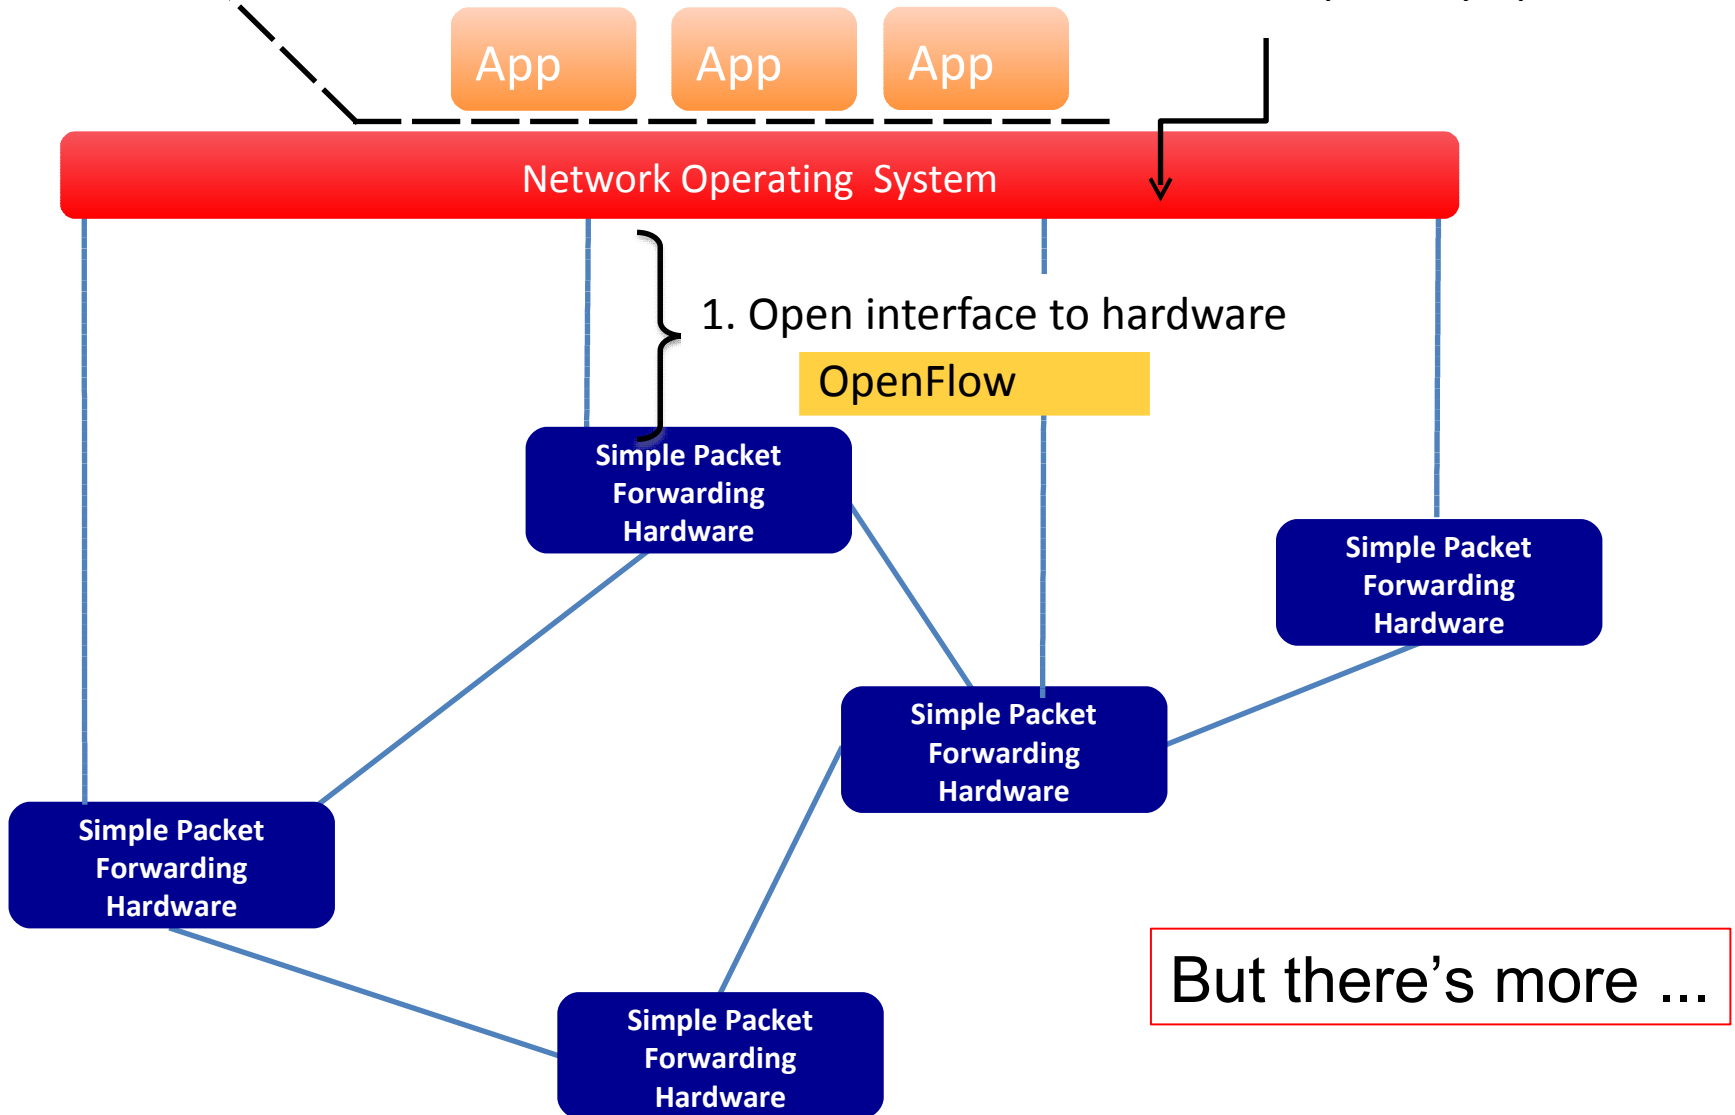 App
App
App
Network Operating System
1. Open interface to hardware
OpenFlow
Simple Packet
Forwarding
Hardware
Simple Packet
Forwarding
Hardware
Simple Packet
Forwarding
Hardware
Simple Packet
Forwarding
Hardware
But there’s more ...
Simple Packet
Forwarding
Hardware